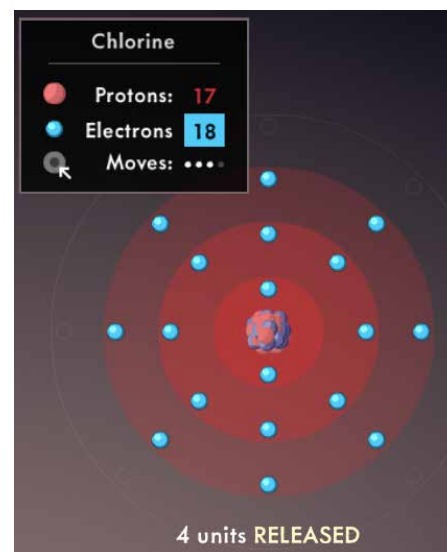 Chlorine
Protons: 17
Electrons 18
Moves:
4 units RELEASED